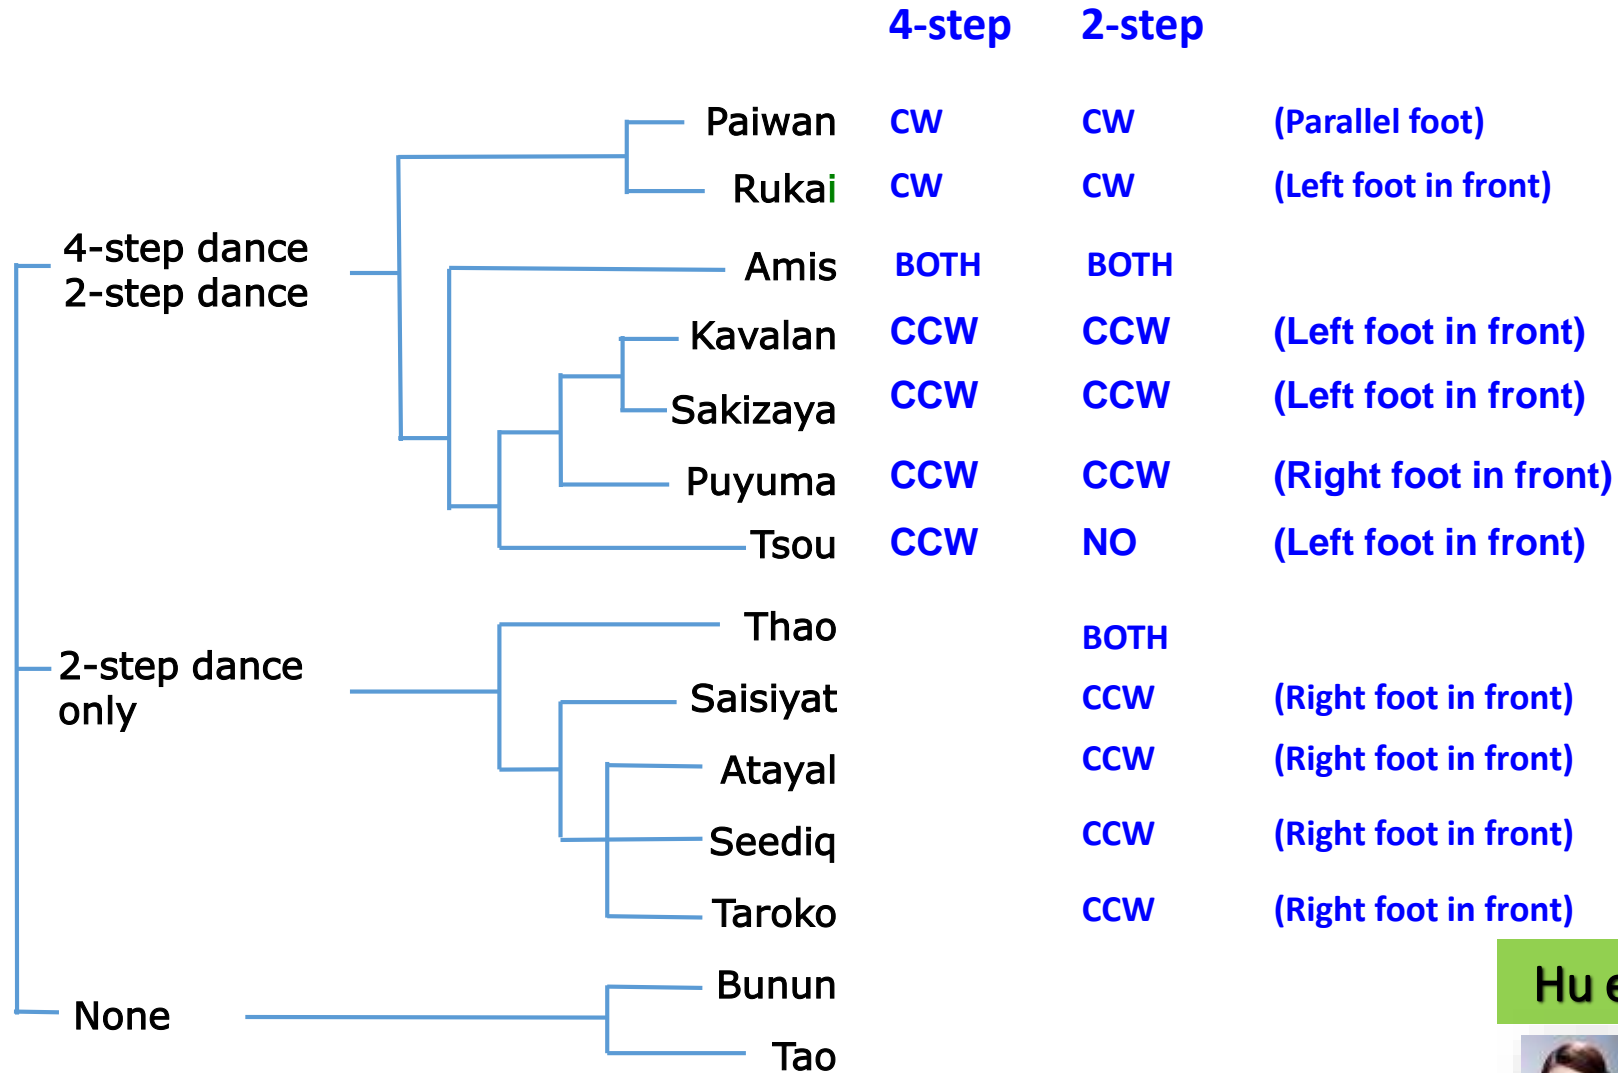 4-step 2-step
Paiwan CW CW (Parallel foot)
Rukai CW CW (Left foot in front)
4-step dance
2-step dance
Amis BOTH BOTH
Kavalan CCW CCW (Left foot in front)
Sakizaya CCW CCW (Left foot in front)
Puyuma CCW CCW (Right foot in front)
Tsou CCW NO (Left foot in front)
Thao BOTH
2-step dance
only
Saisiyat CCW (Right foot in front)
Atayal CCW (Right foot in front)
Seediq CCW (Right foot in front)
Taroko CCW (Right foot in front)
None
Bunun
Tao
Hu e